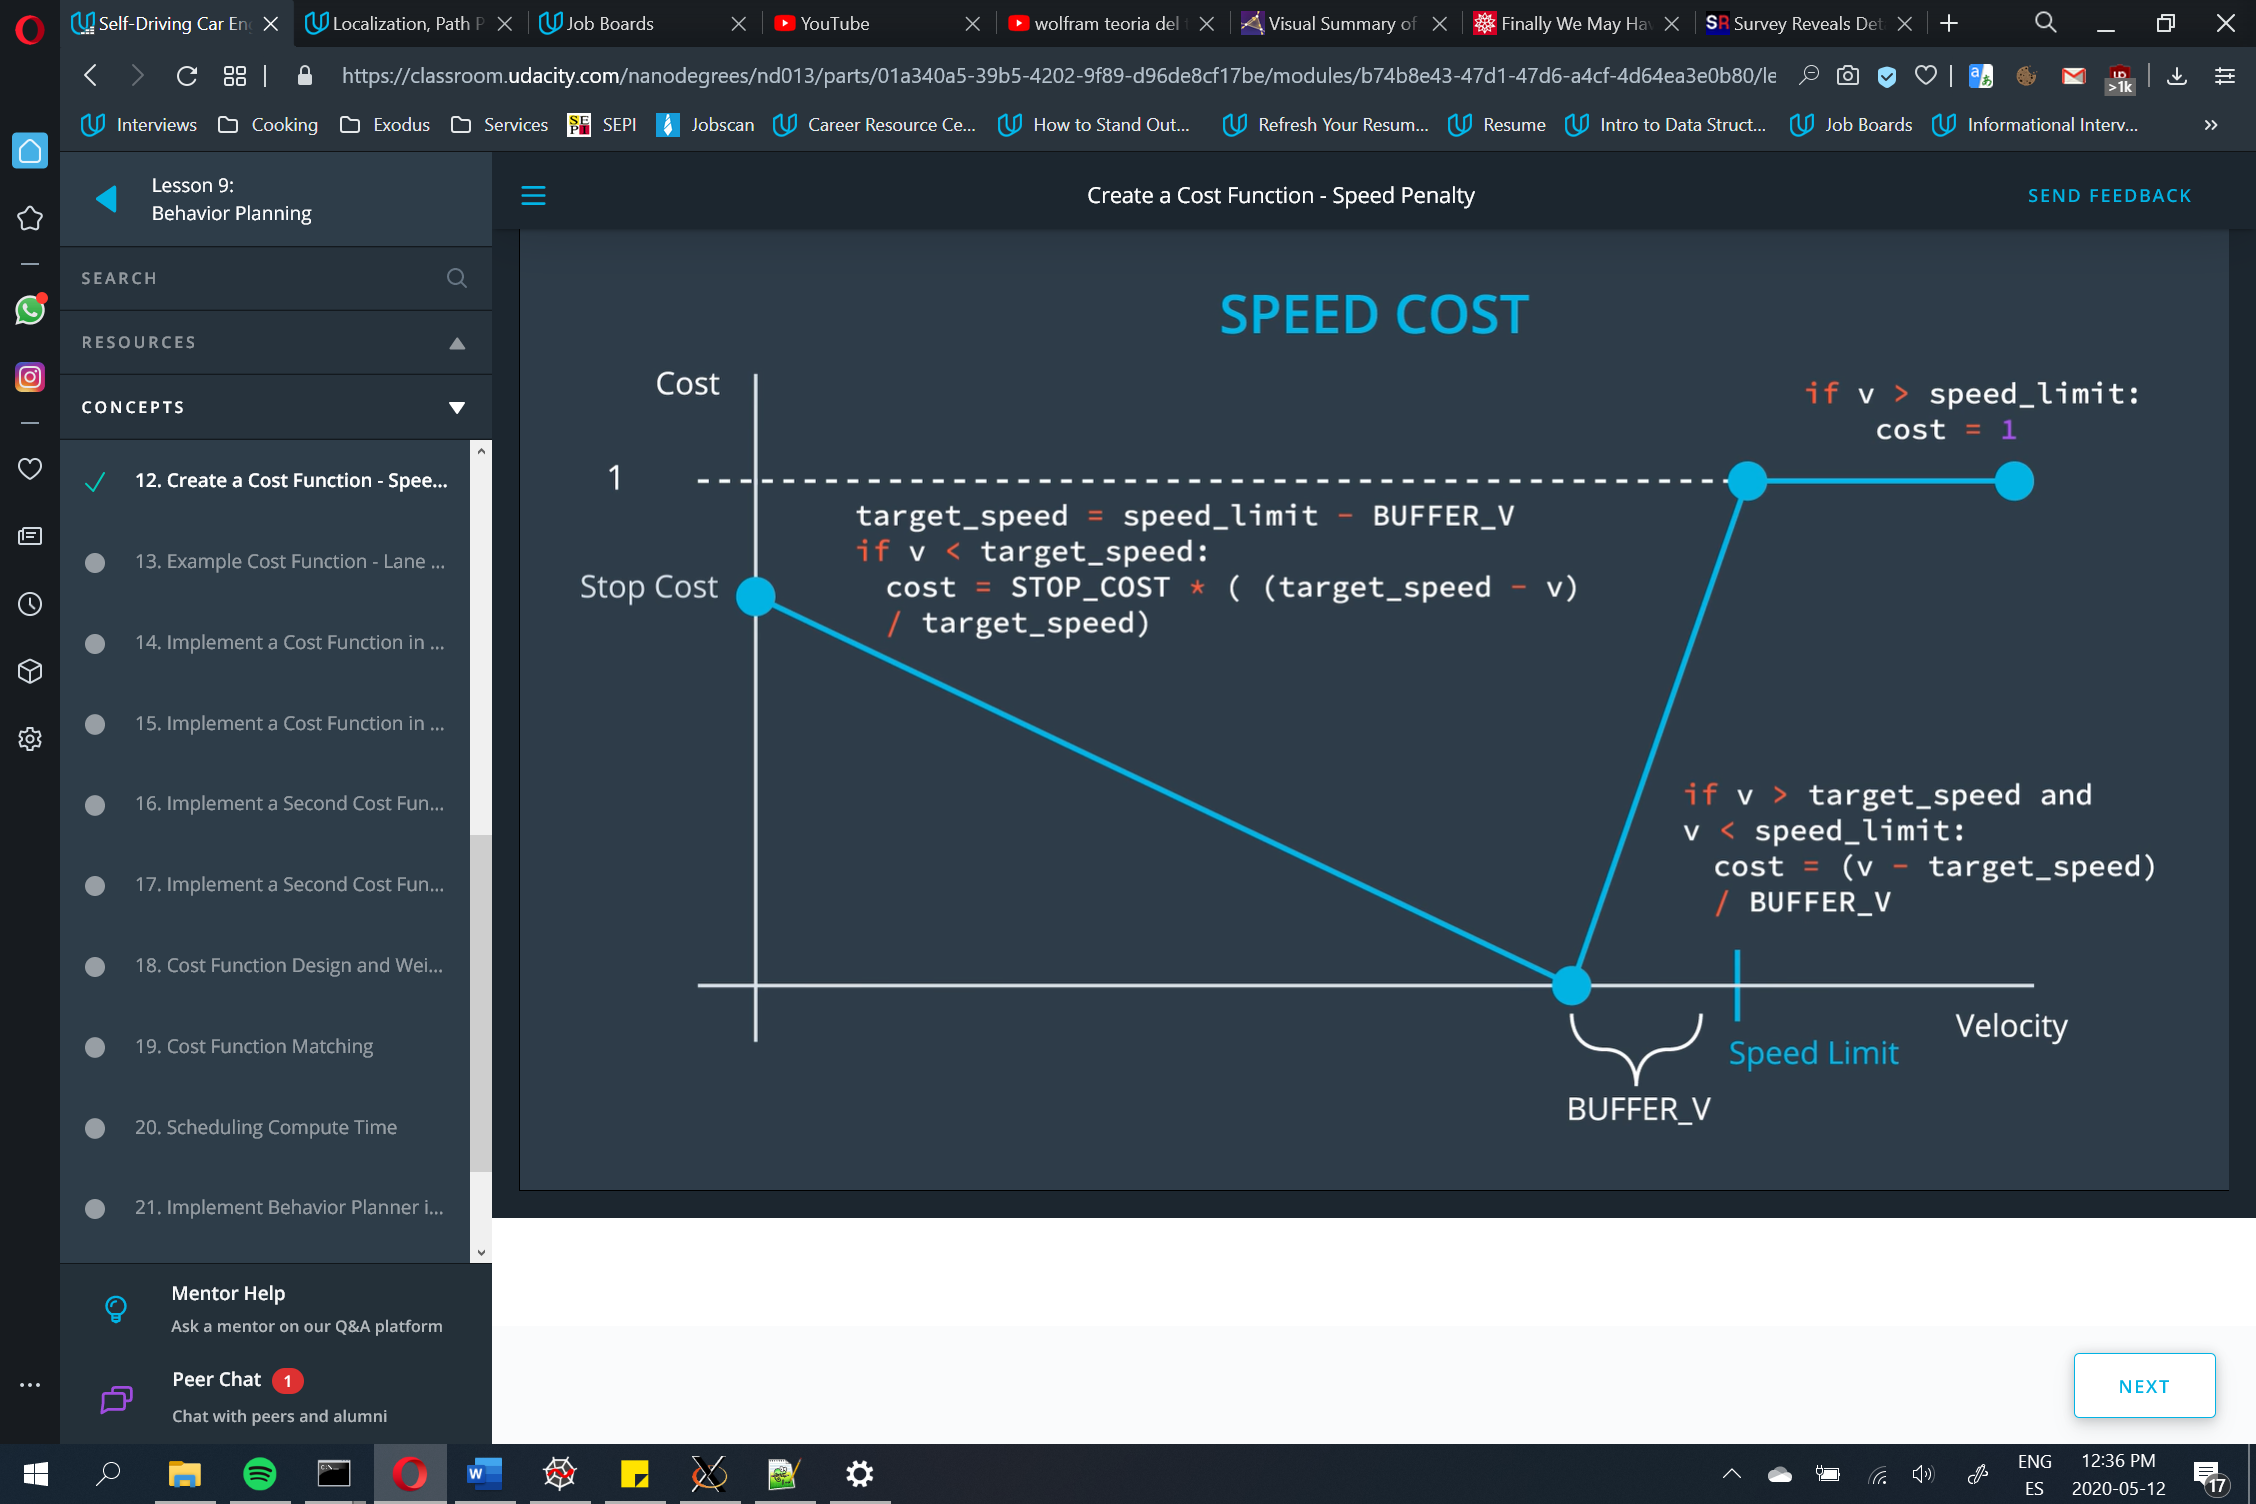 Self-Driving Car En
Localization, Path P
Job Boards
YouTube
wolfram teoria del
Visual Summary of
Finally We May Ha
SR Survey Reveals Det
https://classroom.udacity.com/nanodegrees/nd013/parts/01a340a5-39b5-4202-9f89-d96de8cf17be/modules/b74b8e43-47d1-47d6-a4cf-4d64ea3e0b80/le
>1k
Interviews
Cooking
Exodus
Services
SEPI
Jobscan
Career Resource Ce...
How to Stand Out...
Refresh Your Resum...
Resume
Intro to Data Struct...
Job Boards
Informational Interv...
Lesson 9:
Behavior Planning
Create a Cost Function - Speed Penalty
SEND FEEDBACK
SEARCH
RESOURCES
CONCEPTS
12. Create a Cost Function - Spee...
13. Example Cost Function - Lane ...
14. Implement a Cost Function in ...
15. Implement a Cost Function in ...
16. Implement a Second Cost Fun...
17. Implement a Second Cost Fun...
18. Cost Function Design and Wei...
19. Cost Function Matching
20. Scheduling Compute Time
21. Implement Behavior Planner i...
Mentor Help
Ask a mentor on our Q&A platform
Peer Chat 1
Chat with peers and alumni
SPEED COST
Cost
if v > speed_limit:
cost = 1
1
target_speed = speed_limit - BUFFER_V
if v < target_speed:
cost = STOP_COST * ( (target_speed - v)
/ target_speed)
Stop Cost
if v > target_speed and
v < speed_limit:
cost = (v - target_speed)
/ BUFFER_V
Velocity
Speed Limit
BUFFER_V
NEXT
ENG
ES
12:36 PM
2020-05-12
17